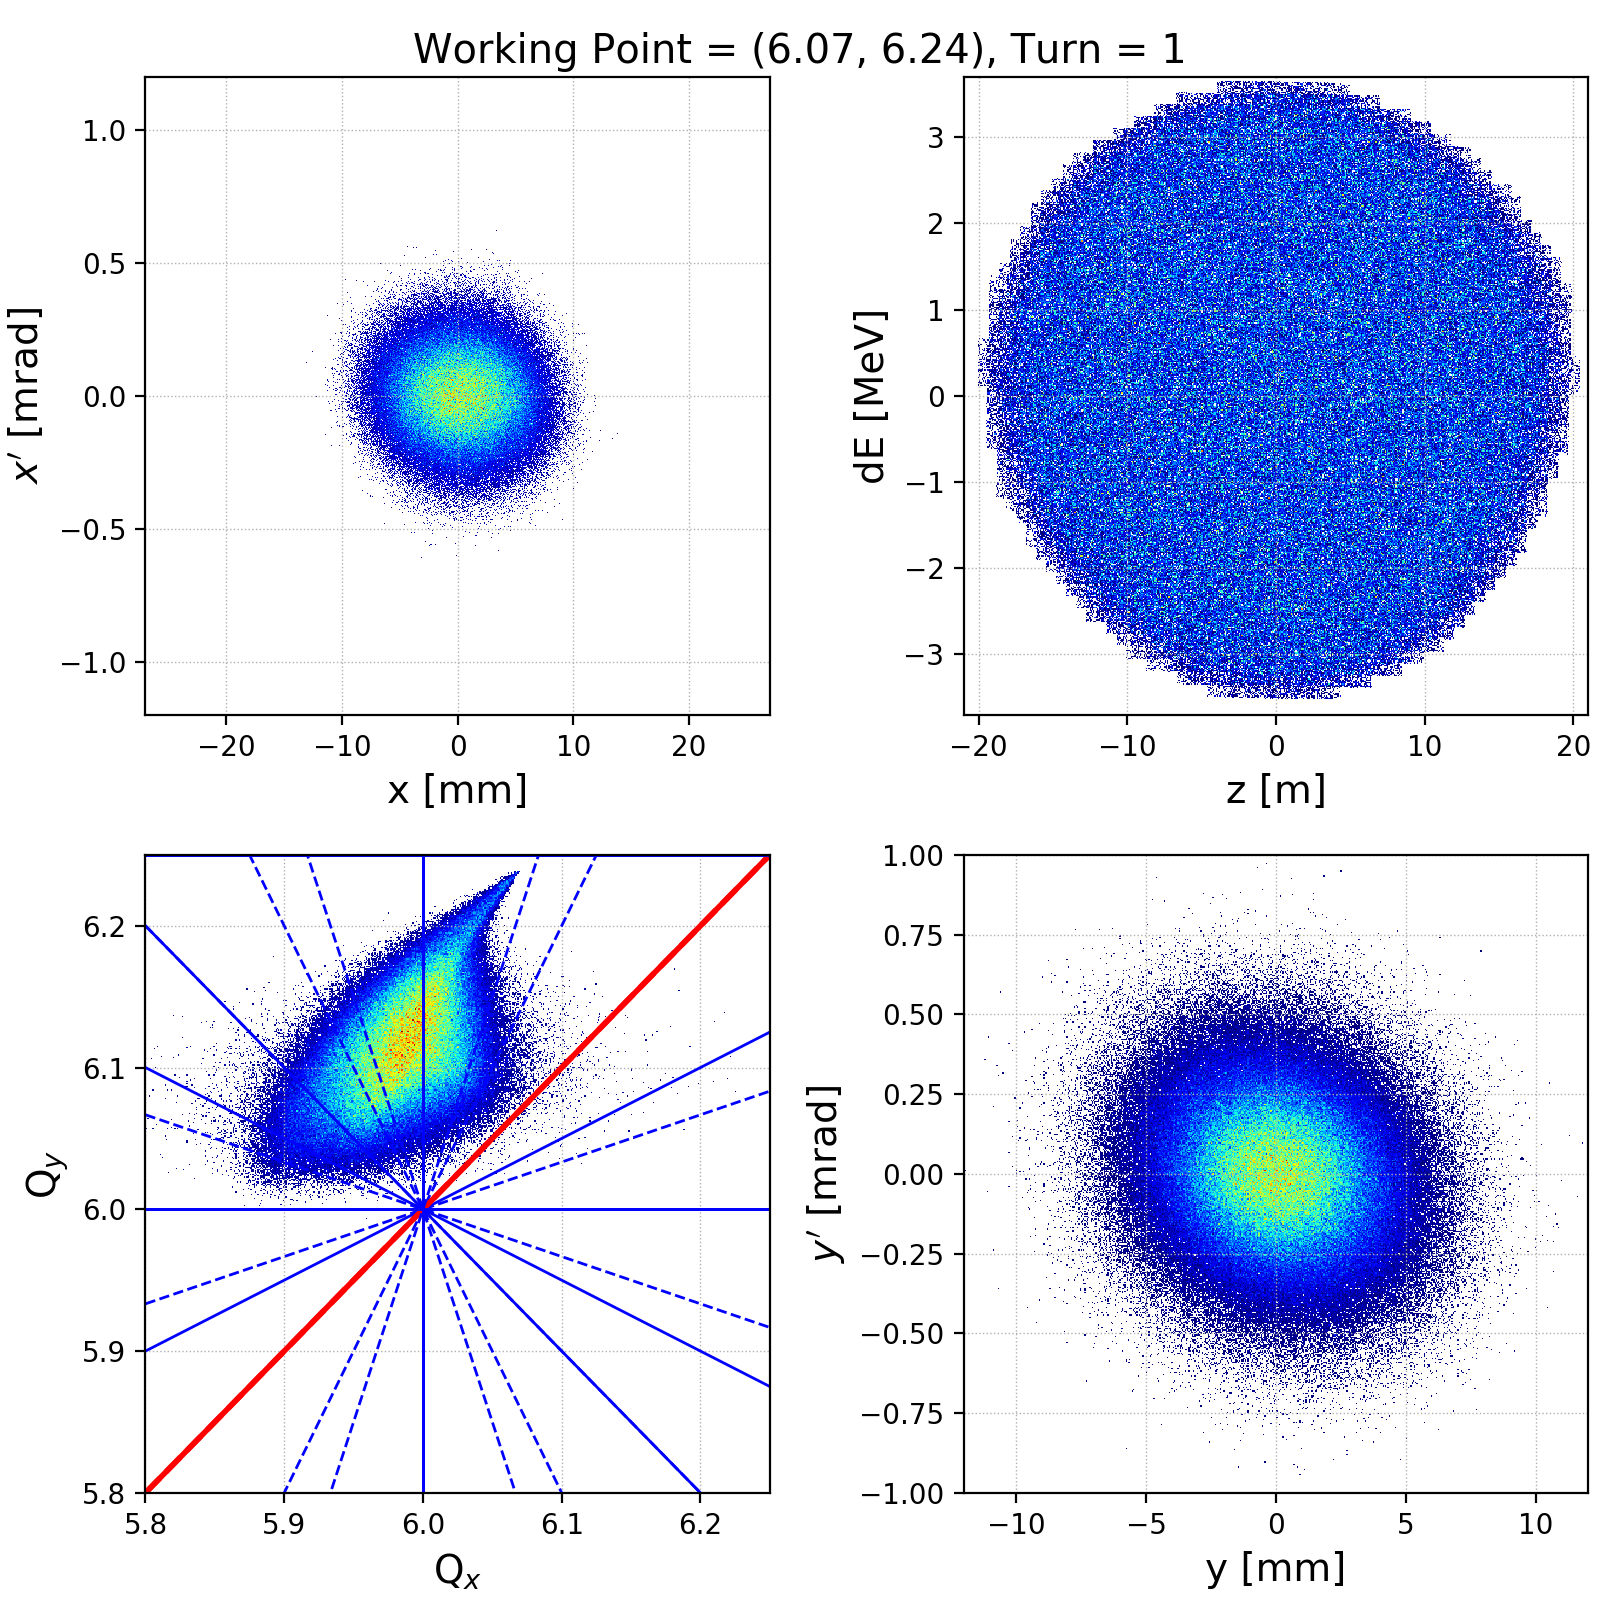 Working Point = (6.07, 6.24), Turn = 1
1.0
0.5
0.0
−0.5
−1.0
x′ [mrad]
−20 −10 0 10 20
x [mm]
3
2
1
0
−1
−2
−3
dE [MeV]
−20 −10 0 10 20
z [m]
6.2
6.1
6.0
5.9
5.8
Qy
5.8 5.9 6.0 6.1 6.2
Qx
1.00
0.75
0.50
0.25
0.00
−0.25
−0.50
−0.75
−1.00
y′ [mrad]
−10 −5 0 5 10
y [mm]